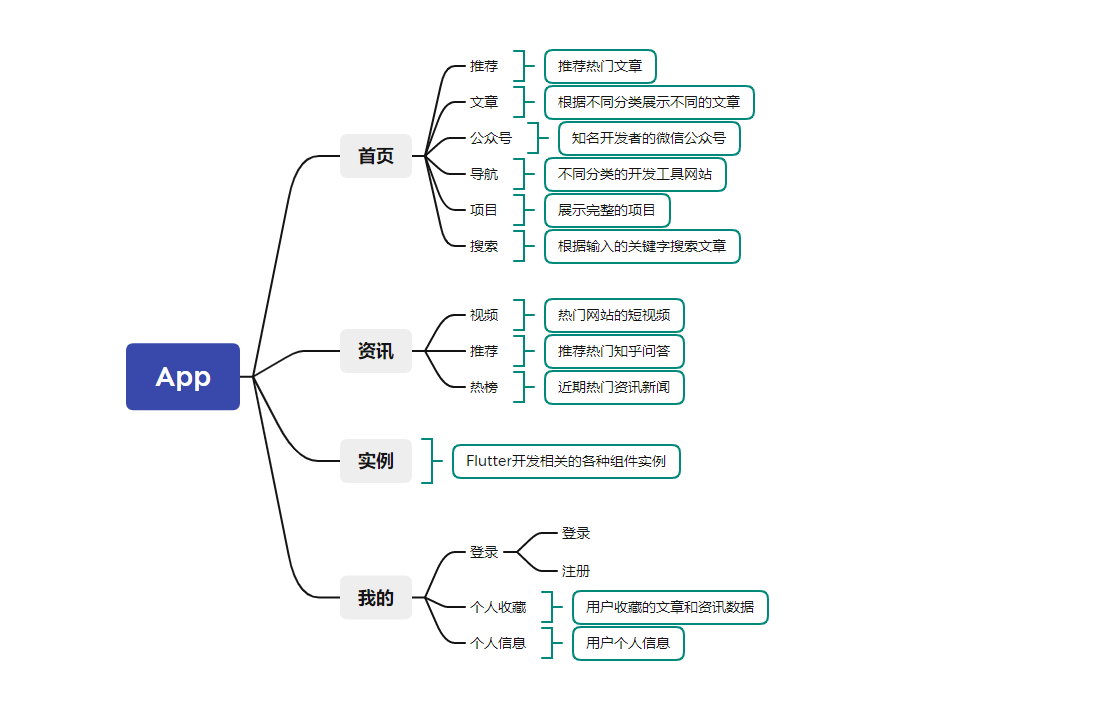 App
首页
推荐
推荐热门文章
文章
根据不同分类展示不同的文章
公众号
知名开发者的微信公众号
导航
不同分类的开发工具网站
项目
展示完整的项目
搜索
根据输入的关键字搜索文章
资讯
视频
热门网站的短视频
推荐
推荐热门知乎问答
热榜
近期热门资讯新闻
实例
Flutter开发相关的各种组件实例
我的
登录
登录
注册
个人收藏
用户收藏的文章和资讯数据
个人信息
用户个人信息